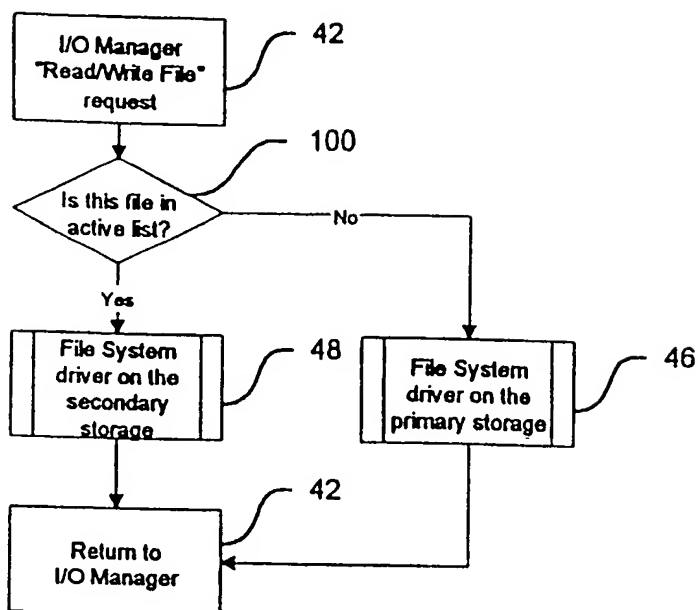 I/O Manager
"Read/Write File"
request
42
100
Is this file in
active list?
No
Yes
File System
driver on the
secondary
storage
48
File System
driver on the
primary storage
46
42
Return to
I/O Manager